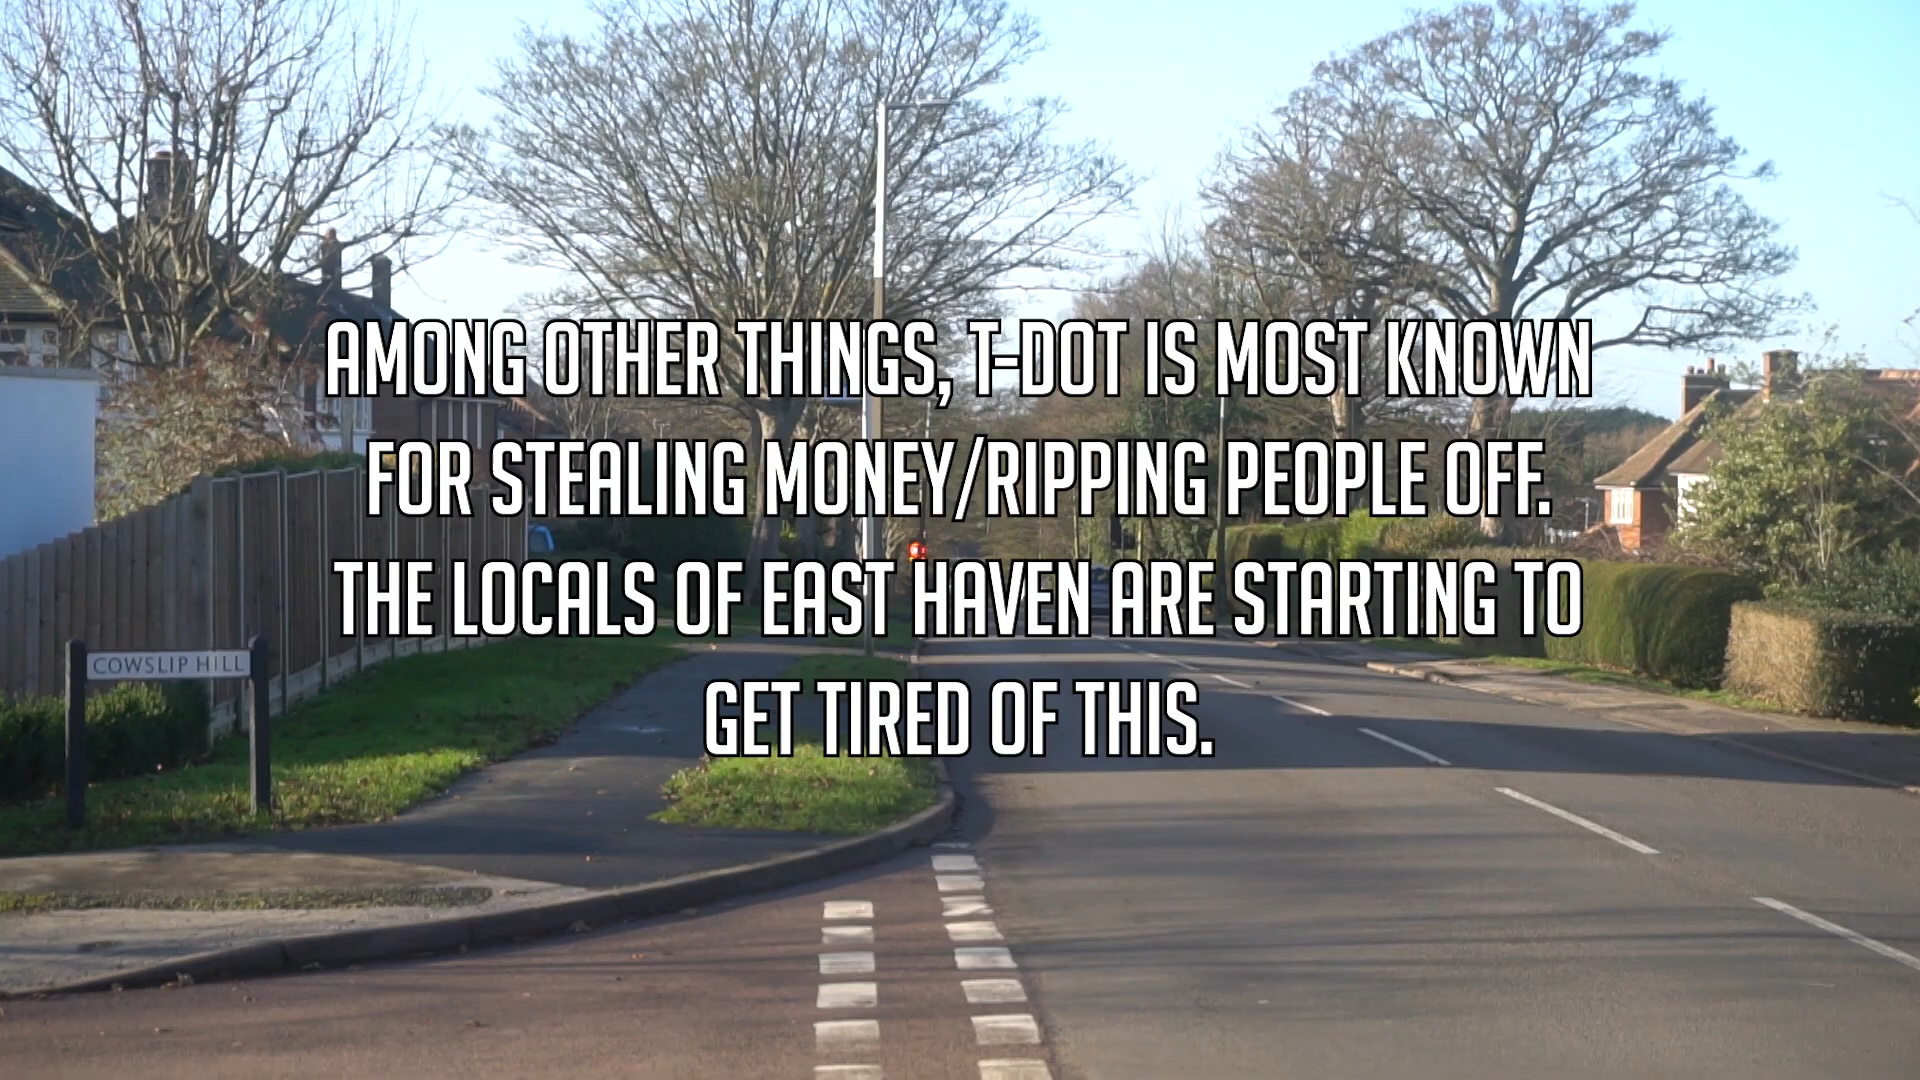 AMONG OTHER THINGS, T-DOT IS MOST KNOWN
FOR STEALING MONEY/RIPPING PEOPLE OFF.
THE LOCALS OF EAST HAVEN ARE STARTING TO
GET TIRED OF THIS.
COWSLIP HILL